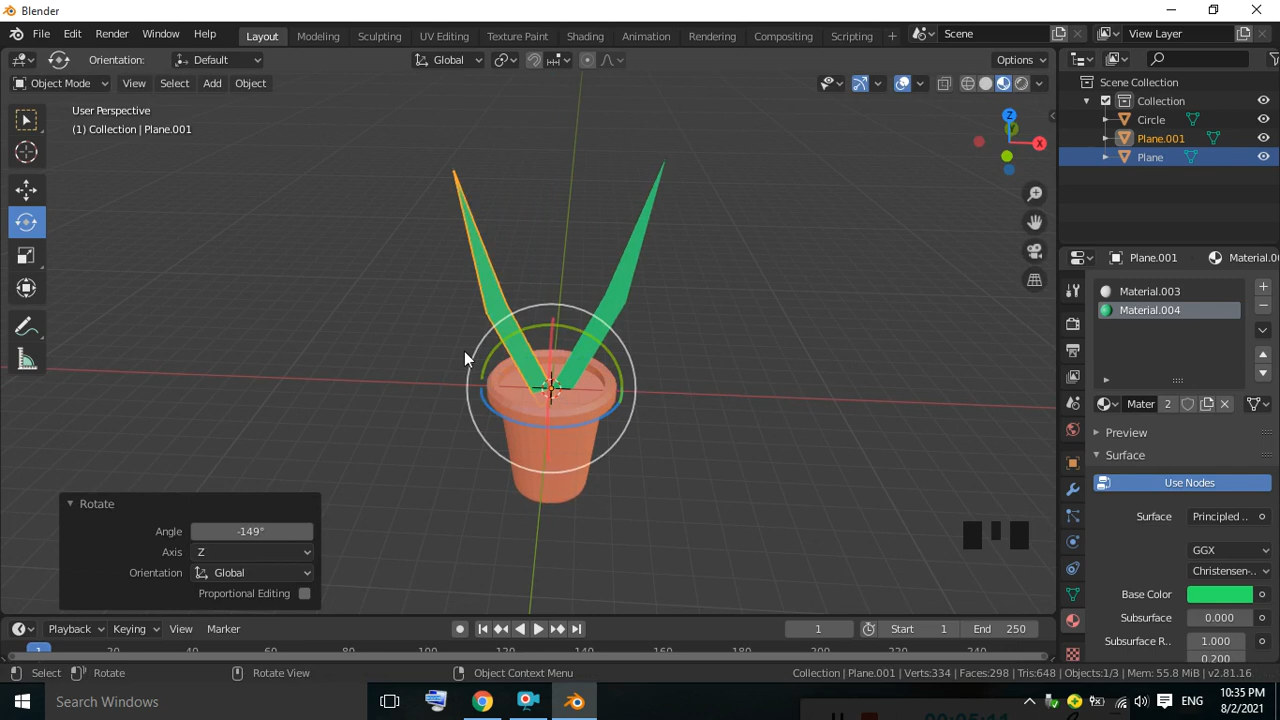 Blender
File Edit Render Window Help Layout Modeling Sculpting UV Editing Texture Paint Shading Animation Rendering Compositing Scripting + Scene View Layer
Orientation: Default Global Options
Object Mode View Select Add Object
User Perspective
(1) Collection | Plane.001
Z
X
Scene Collection
Collection
Circle
Plane.001
Plane
Plane.001 Material.00
Material.003
Material.004
Mater 2
Preview
Surface
Use Nodes
Surface Principled ..
GGX
Christensen-..
Base Color
Subsurface 0.000
Subsurface R.. 1.000
0.200
Rotate
Angle -149°
Axis Z
Orientation Global
Proportional Editing
Playback Keying View Marker 1 Start 1 End 250
1 20 40 60 80 100 120 140 160 180 200 220 240
Select Rotate Rotate View Object Context Menu Collection | Plane.001 | Verts:334 | Faces:298 | Tris:648 | Objects:1/3 | Mem: 55.8 MiB | v2.81.16
Search Windows
00:05:11
ENG
10:35 PM
8/2/2021